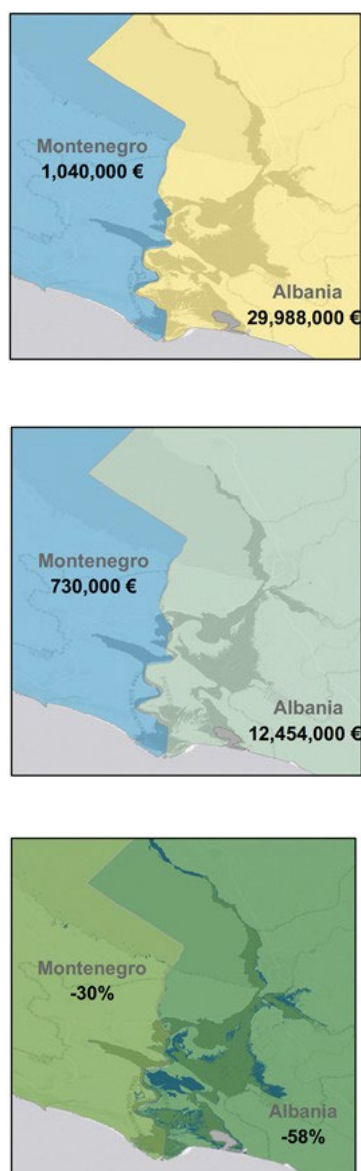 Montenegro
1,040,000 €
Albania
29,988,000 €
Montenegro
730,000 €
Albania
12,454,000 €
Montenegro
-30%
Albania
-58%